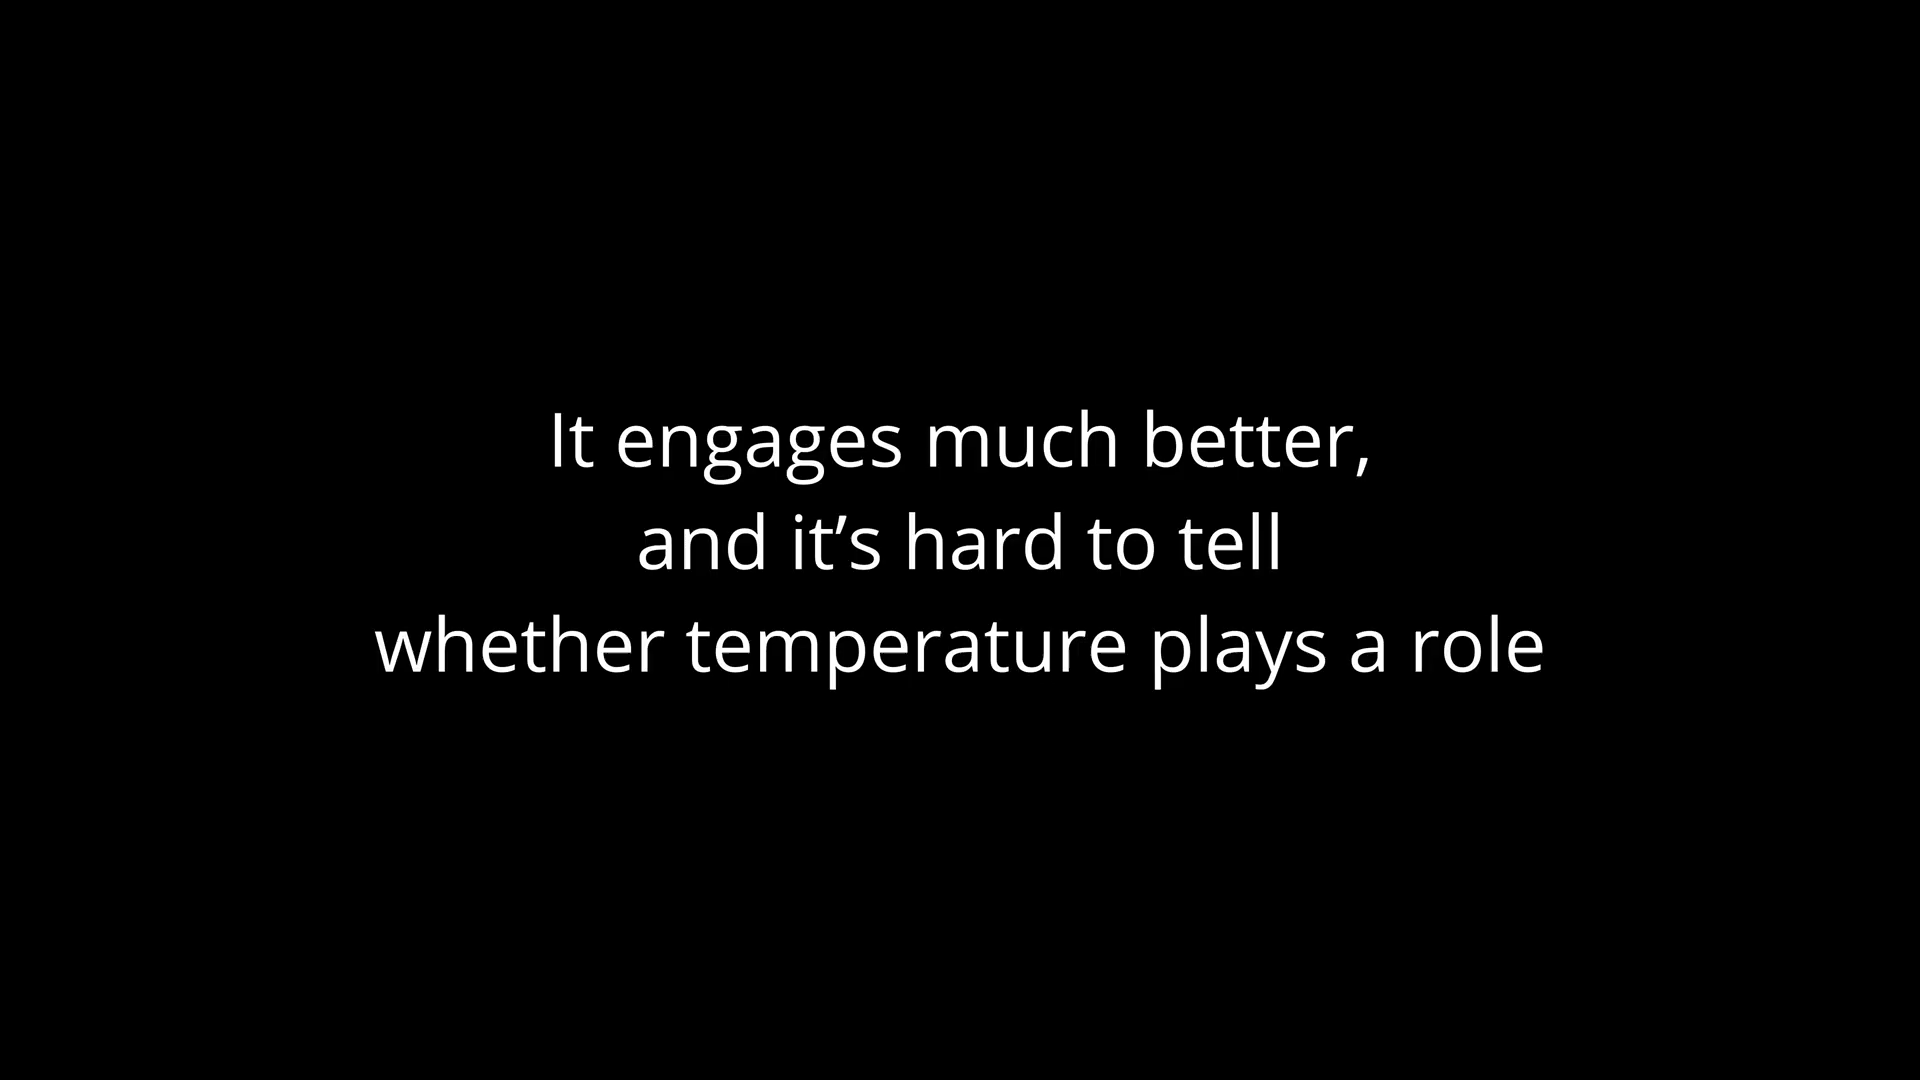 It engages much better,
and it’s hard to tell
whether temperature plays a role